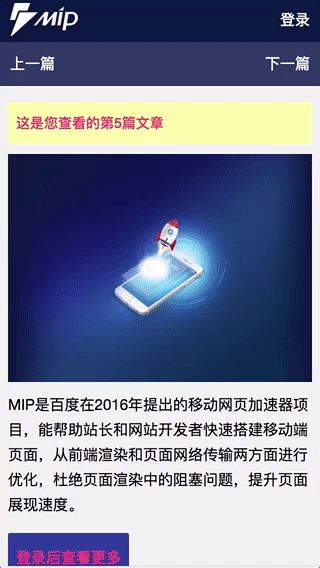 mip 登录
上一篇 下一篇
这是您查看的第5篇文章
MIP是百度在2016年提出的移动网页加速器项
目，能帮助站长和网站开发者快速搭建移动端
页面，从前端渲染和页面网络传输两方面进行
优化，杜绝页面渲染中的阻塞问题，提升页面
展现速度。
登录后查看更多